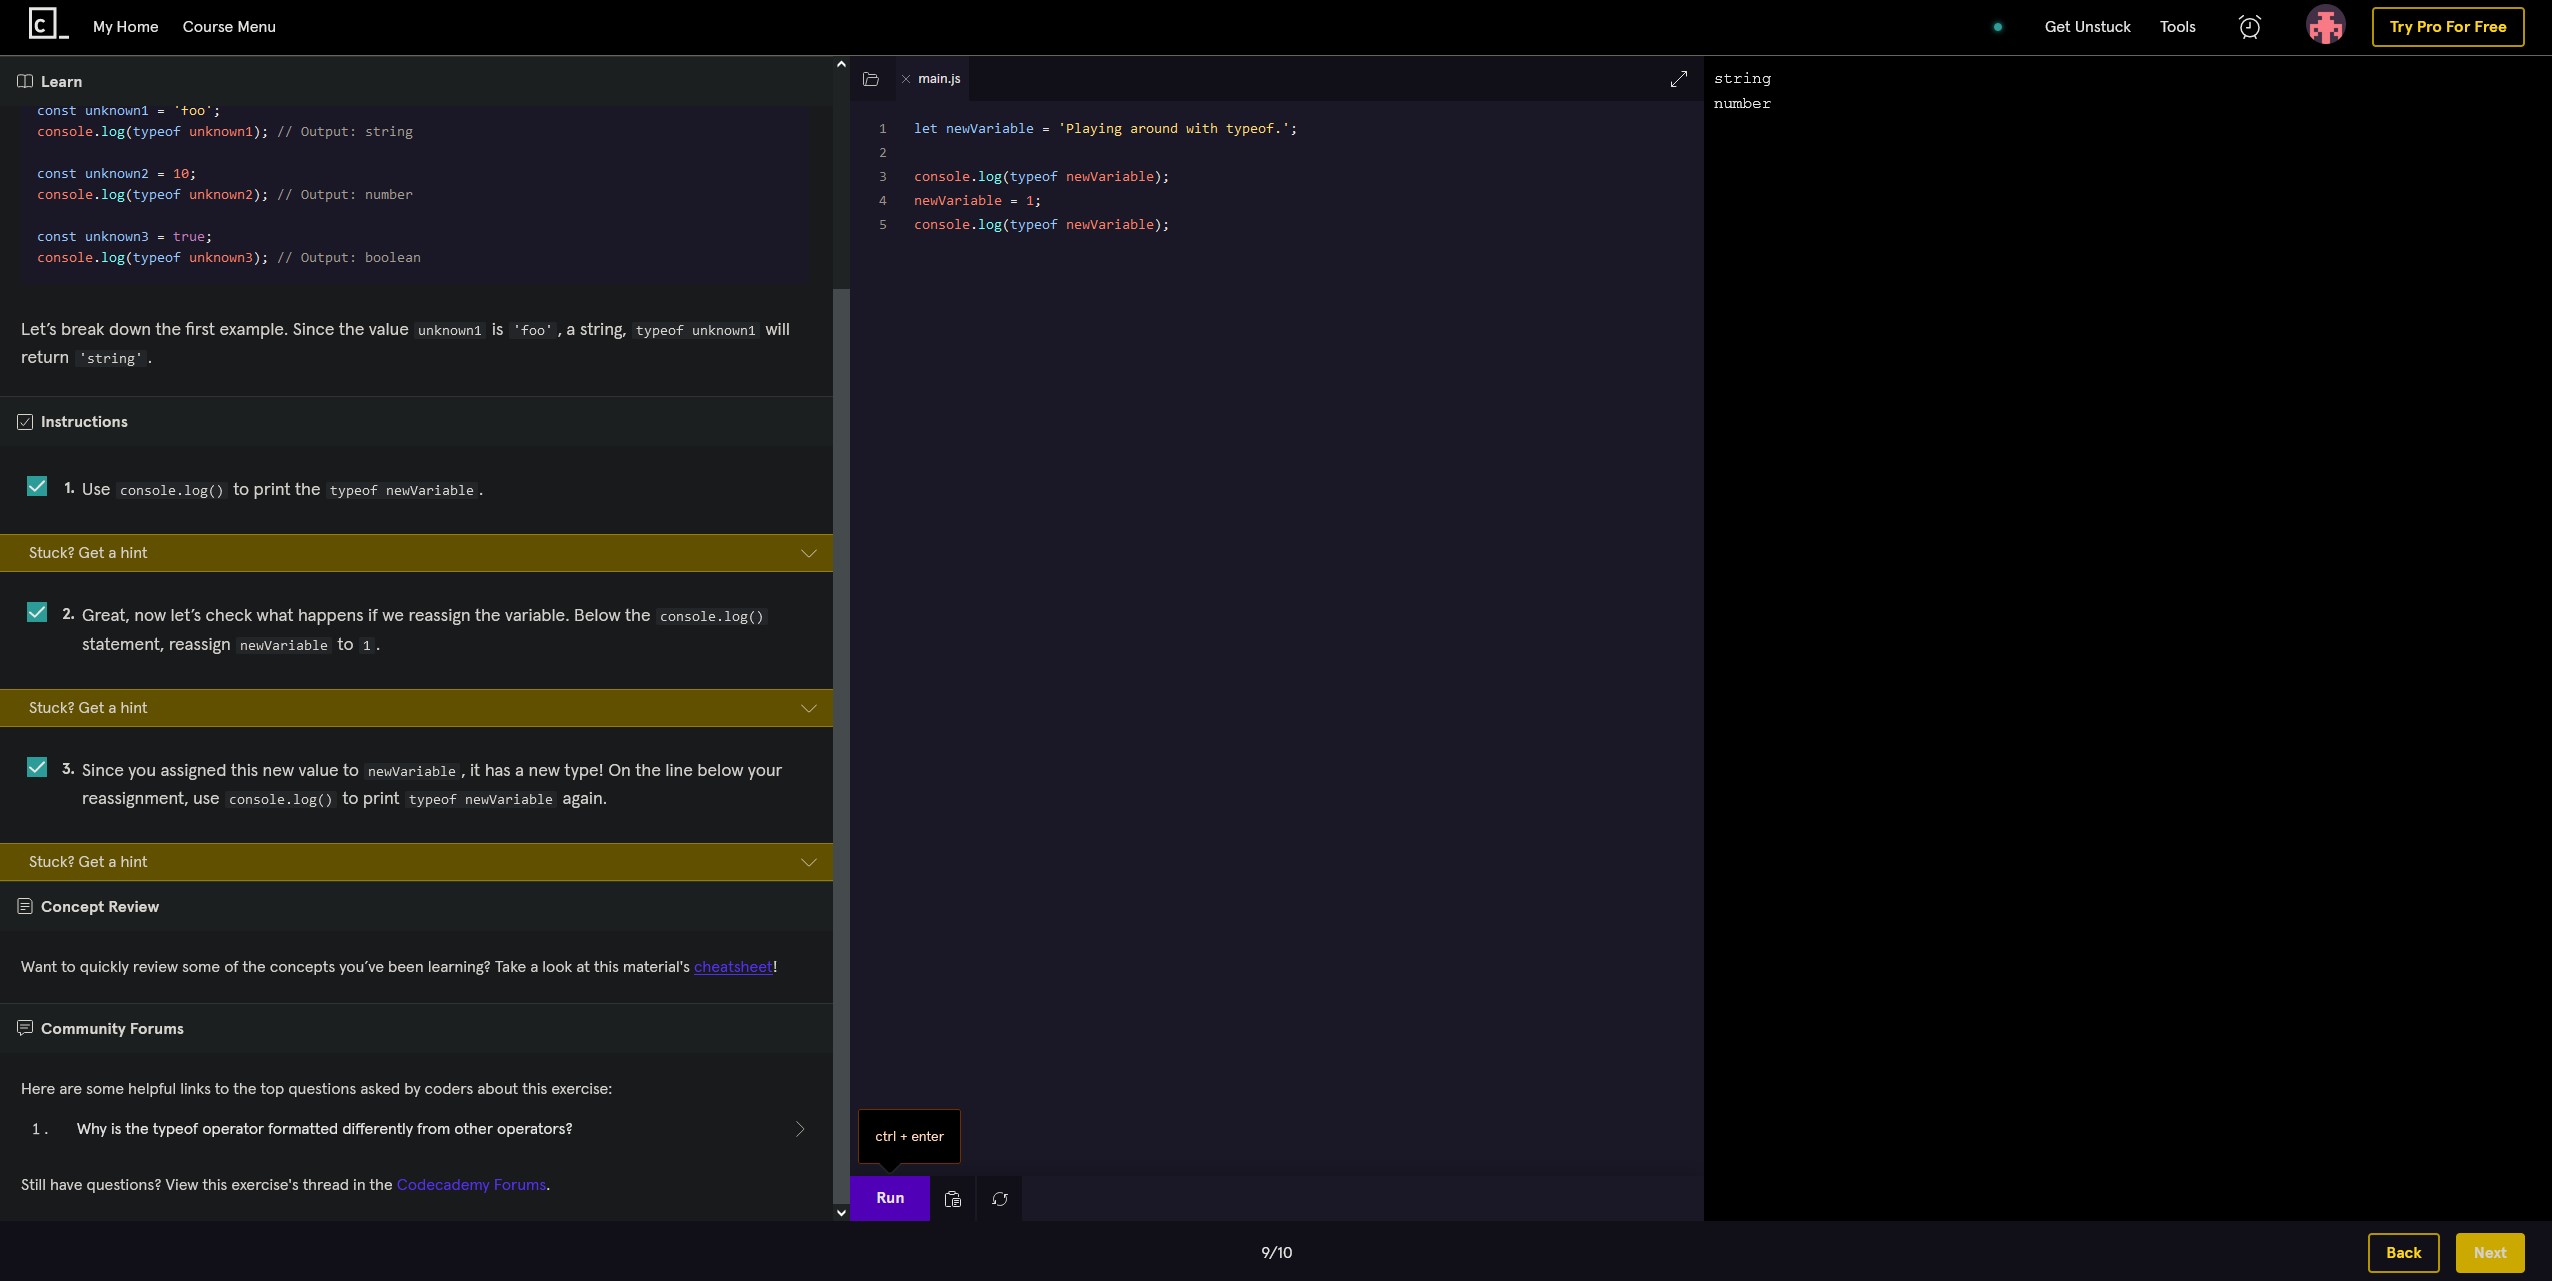 C_ My Home Course Menu Get Unstuck Tools Try Pro For Free
Learn
const unknown1 = 'foo';
console.log(typeof unknown1); // Output: string
const unknown2 = 10;
console.log(typeof unknown2); // Output: number
const unknown3 = true;
console.log(typeof unknown3); // Output: boolean
Let’s break down the first example. Since the value unknown1 is 'foo', a string, typeof unknown1 will
return 'string'.
Instructions
1. Use console.log() to print the typeof newVariable.
Stuck? Get a hint
2. Great, now let’s check what happens if we reassign the variable. Below the console.log()
statement, reassign newVariable to 1.
Stuck? Get a hint
3. Since you assigned this new value to newVariable, it has a new type! On the line below your
reassignment, use console.log() to print typeof newVariable again.
Stuck? Get a hint
Concept Review
Want to quickly review some of the concepts you’ve been learning? Take a look at this material's cheatsheet!
Community Forums
Here are some helpful links to the top questions asked by coders about this exercise:
1. Why is the typeof operator formatted differently from other operators?
Still have questions? View this exercise's thread in the Codecademy Forums.
main.js
1 let newVariable = 'Playing around with typeof.';
2
3 console.log(typeof newVariable);
4 newVariable = 1;
5 console.log(typeof newVariable);
ctrl + enter
Run
string
number
9/10
Back
Next